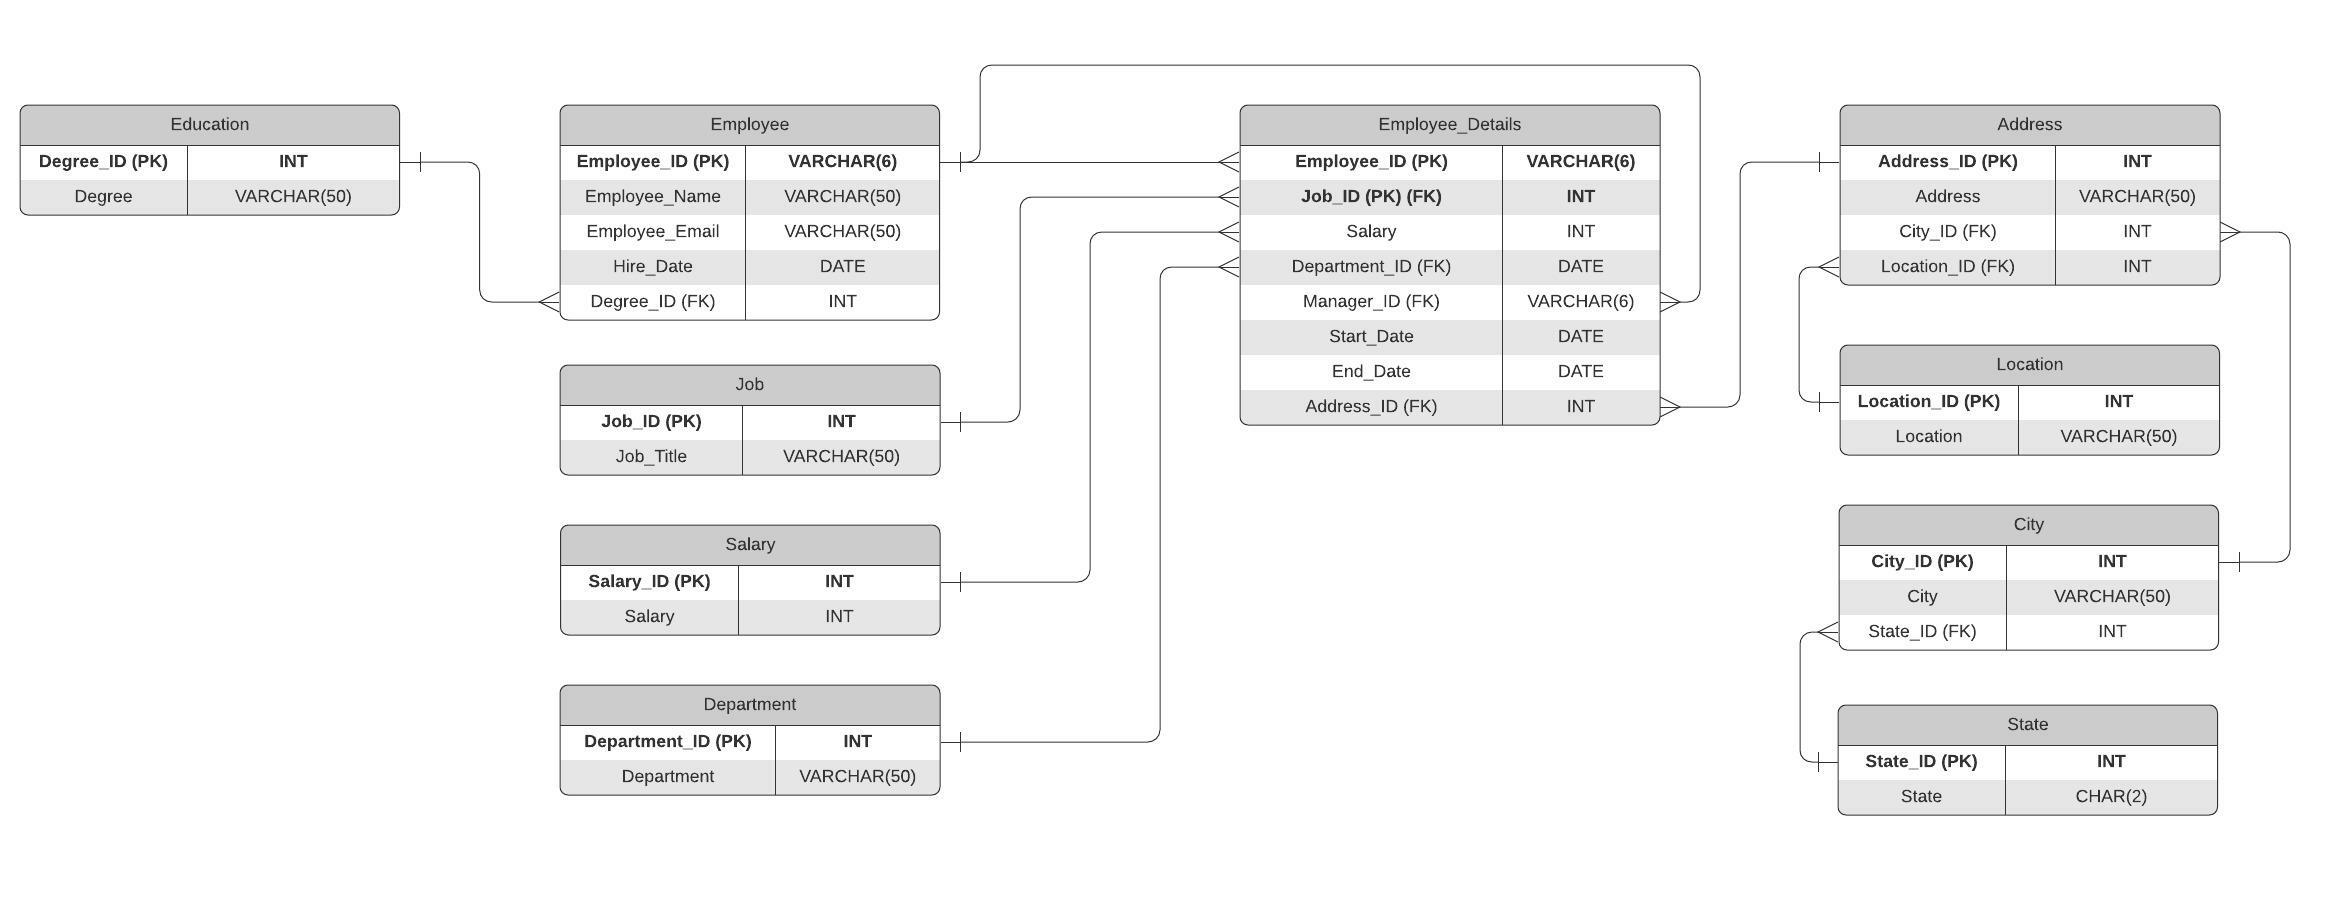 Education
Degree_ID (PK) INT
Degree VARCHAR(50)
Employee
Employee_ID (PK) VARCHAR(6)
Employee_Name VARCHAR(50)
Employee_Email VARCHAR(50)
Hire_Date DATE
Degree_ID (FK) INT
Job
Job_ID (PK) INT
Job_Title VARCHAR(50)
Salary
Salary_ID (PK) INT
Salary INT
Department
Department_ID (PK) INT
Department VARCHAR(50)
Employee_Details
Employee_ID (PK) VARCHAR(6)
Job_ID (PK) (FK) INT
Salary INT
Department_ID (FK) DATE
Manager_ID (FK) VARCHAR(6)
Start_Date DATE
End_Date DATE
Address_ID (FK) INT
Address
Address_ID (PK) INT
Address VARCHAR(50)
City_ID (FK) INT
Location_ID (FK) INT
Location
Location_ID (PK) INT
Location VARCHAR(50)
City
City_ID (PK) INT
City VARCHAR(50)
State_ID (FK) INT
State
State_ID (PK) INT
State CHAR(2)